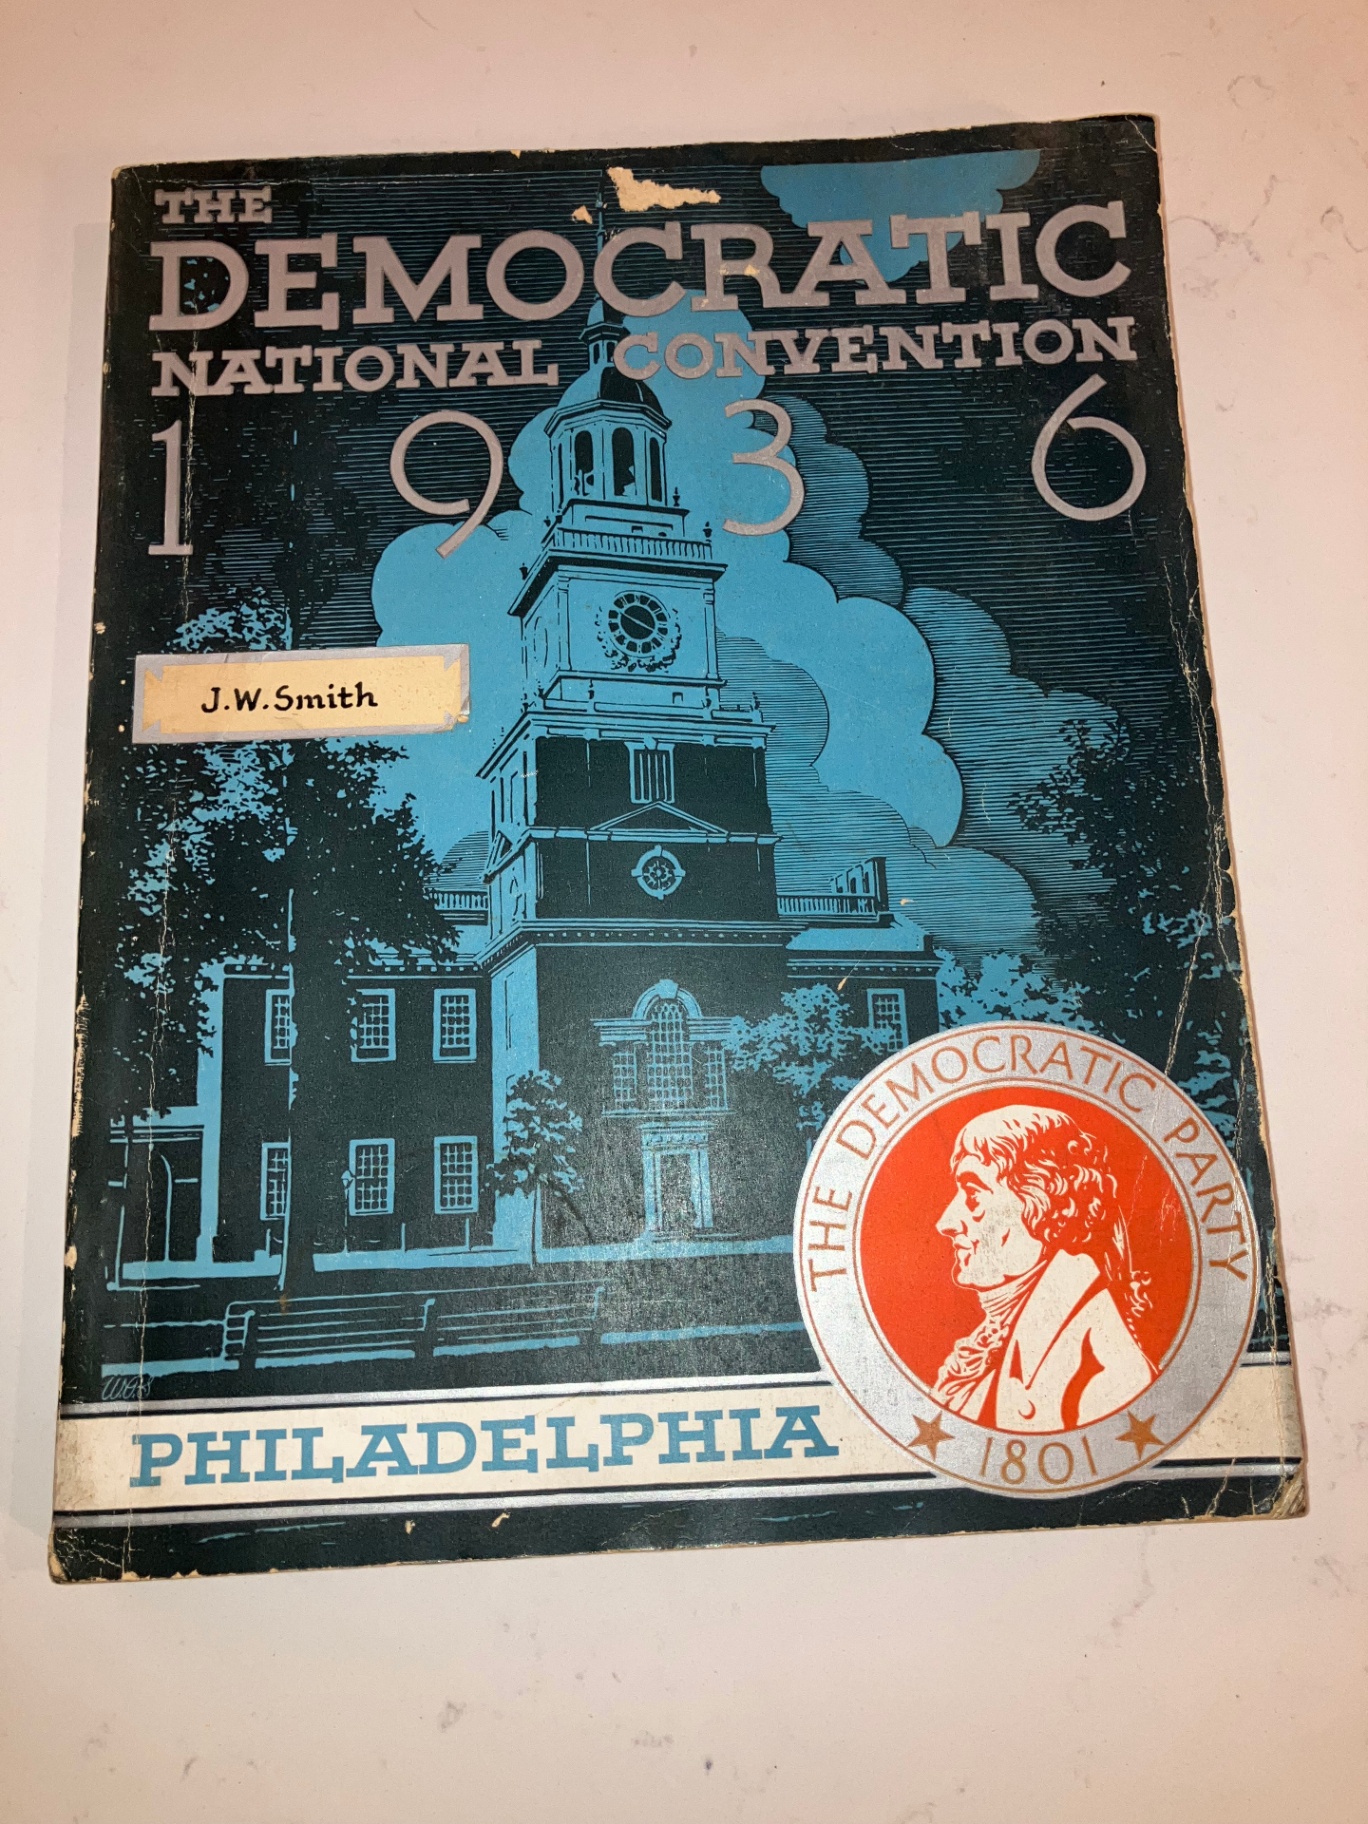 THE
DEMOCRATIC
NATIONAL CONVENTION
1936
J.W.Smith
THE DEMOCRATIC PARTY
1801
PHILADELPHIA